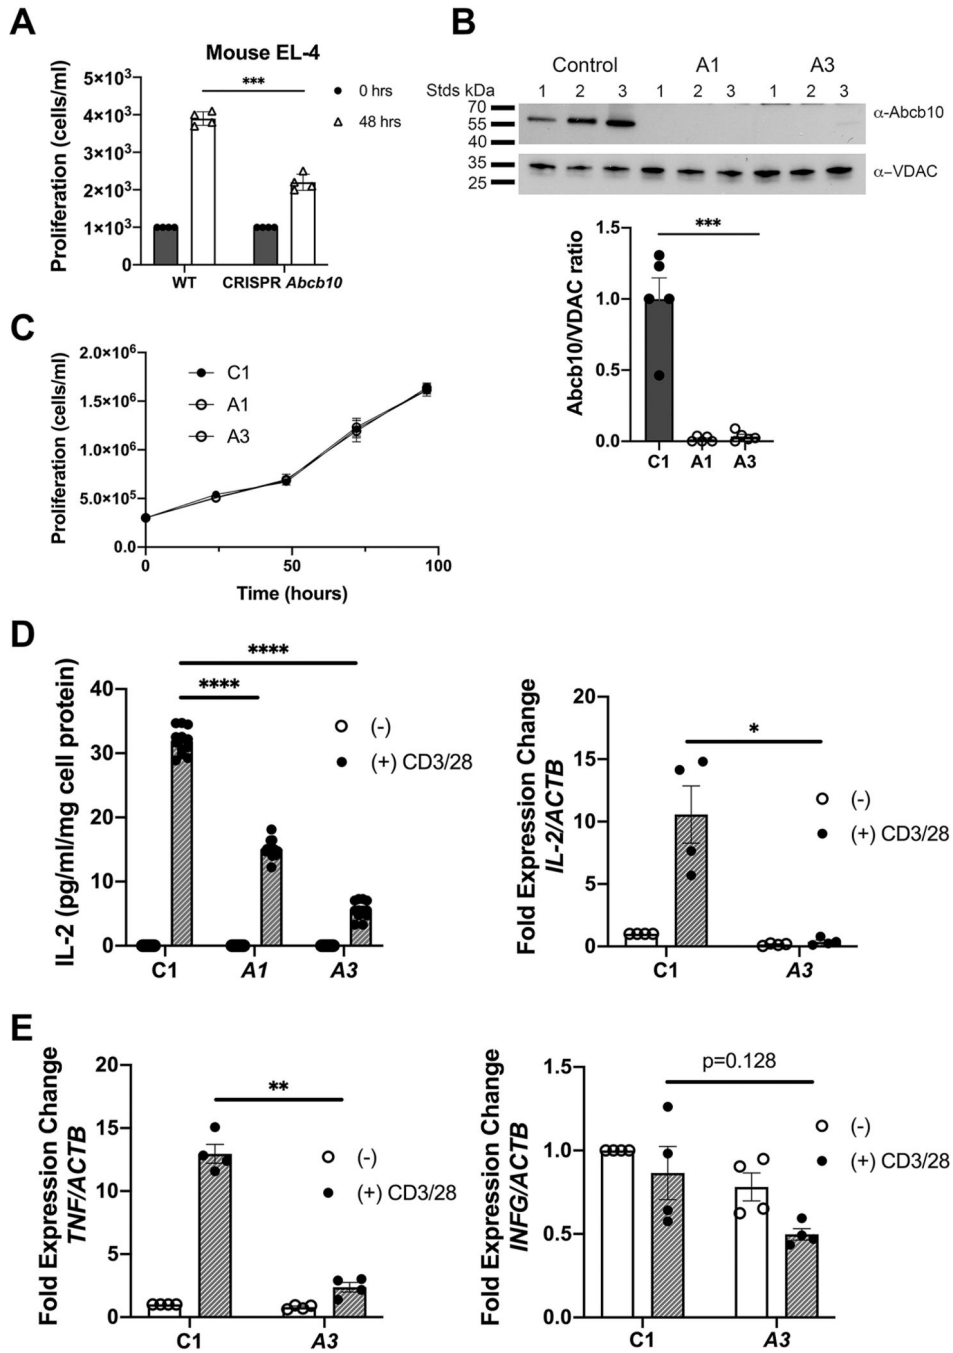 A
Mouse EL-4
Proliferation (cells/ml)
5×10³
4×10³
3×10³
2×10³
1×10³
0
***
0 hrs
48 hrs
WT
CRISPR Abcb10
B
Control A1 A3
Stds kDa 1 2 3 1 2 3 1 2 3
70
55
40
α-Abcb10
35
25
α–VDAC
Abcb10/VDAC ratio
1.5
1.0
0.5
0.0
***
C1 A1 A3
C
Proliferation (cells/ml)
2.0×10⁶
1.5×10⁶
1.0×10⁶
5.0×10⁵
0.0
C1
A1
A3
0 50 100
Time (hours)
D
IL-2 (pg/ml/mg cell protein)
40
30
20
10
0
****
****
(-)
(+) CD3/28
C1 A1 A3
Fold Expression Change
IL-2/ACTB
20
15
10
5
0
*
(-)
(+) CD3/28
C1 A3
E
Fold Expression Change
TNF/ACTB
20
15
10
5
0
**
(-)
(+) CD3/28
C1 A3
Fold Expression Change
INFG/ACTB
1.5
1.0
0.5
0.0
p=0.128
(-)
(+) CD3/28
C1 A3